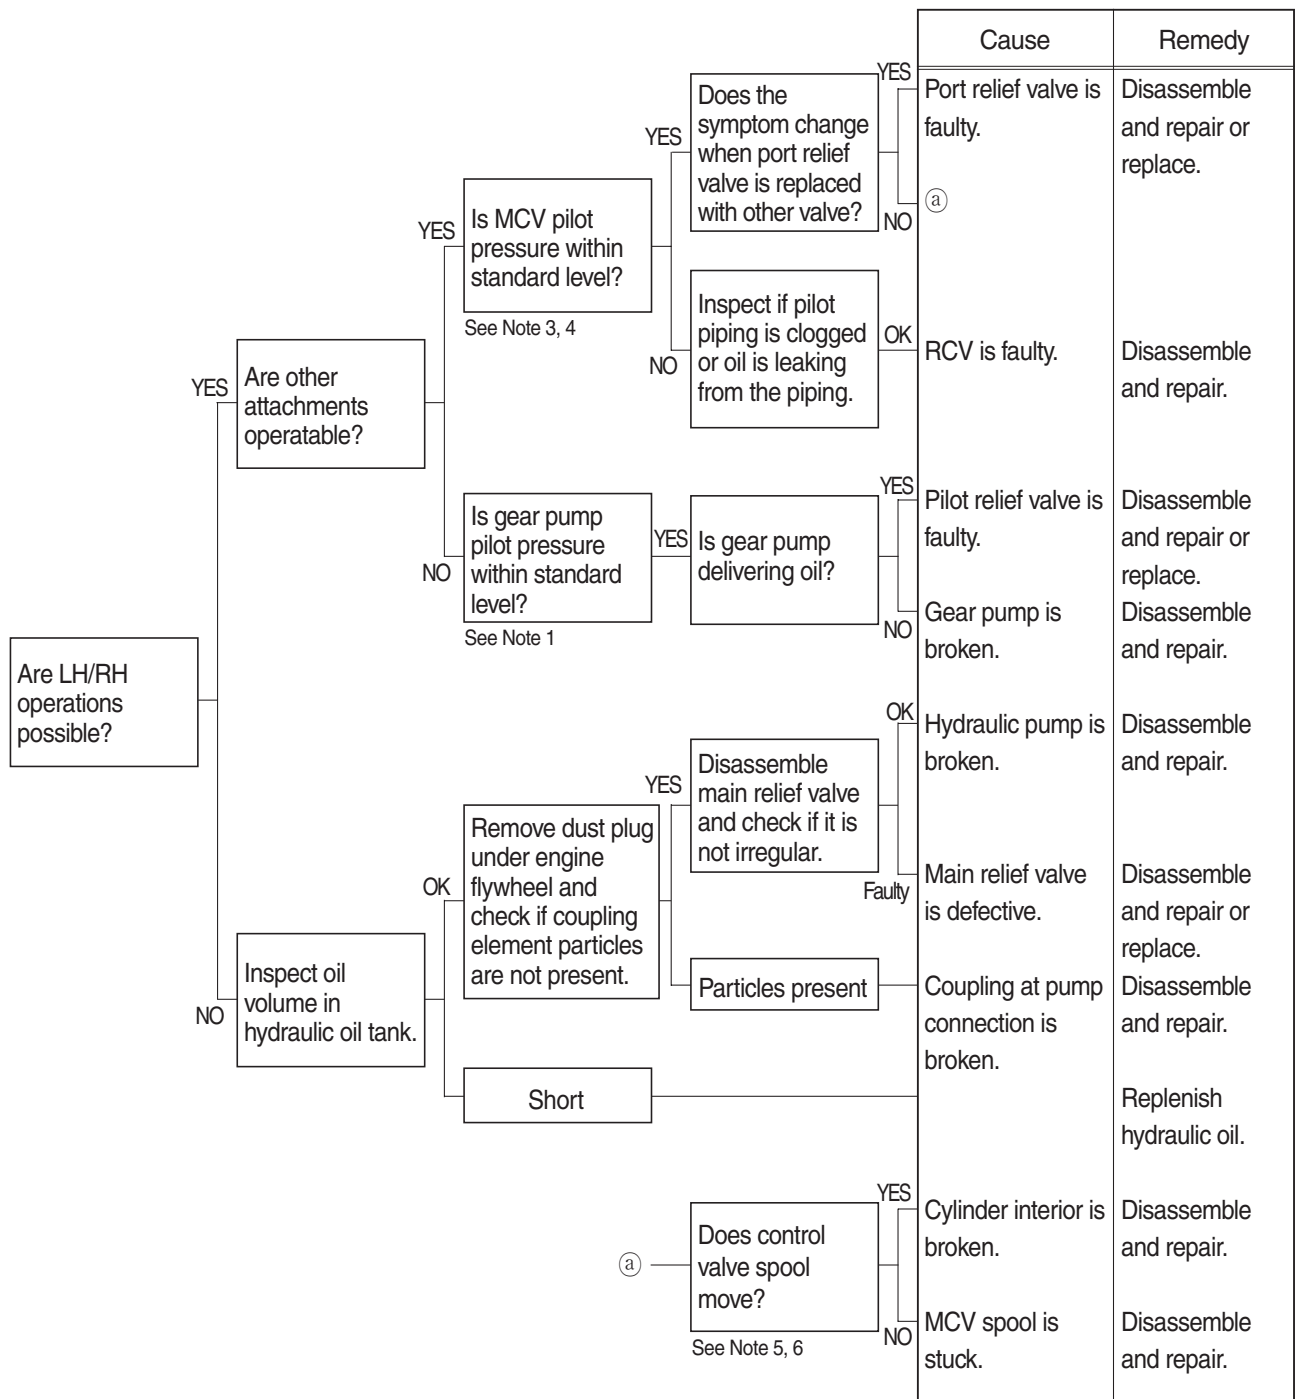 Cause
Remedy
YES
Does the
symptom change
when port relief
valve is replaced
with other valve?
NO
Port relief valve is
faulty.
Disassemble
and repair or
replace.
ⓐ
YES
Is MCV pilot
pressure within
standard level?
See Note 3, 4
YES
NO
Inspect if pilot
piping is clogged
or oil is leaking
from the piping.
OK
RCV is faulty.
Disassemble
and repair.
YES
Are other
attachments
operatable?
NO
Is gear pump
pilot pressure
within standard
level?
See Note 1
YES
Is gear pump
delivering oil?
YES
Pilot relief valve is
faulty.
Disassemble
and repair or
replace.
NO
Gear pump is
broken.
Disassemble
and repair.
Are LH/RH
operations
possible?
NO
Inspect oil
volume in
hydraulic oil tank.
OK
Remove dust plug
under engine
flywheel and
check if coupling
element particles
are not present.
YES
Disassemble
main relief valve
and check if it is
not irregular.
OK
Hydraulic pump is
broken.
Disassemble
and repair.
Faulty
Main relief valve
is defective.
Disassemble
and repair or
replace.
Particles present
Coupling at pump
connection is
broken.
Disassemble
and repair.
Short
Replenish
hydraulic oil.
ⓐ
Does control
valve spool
move?
See Note 5, 6
YES
Cylinder interior is
broken.
Disassemble
and repair.
NO
MCV spool is
stuck.
Disassemble
and repair.